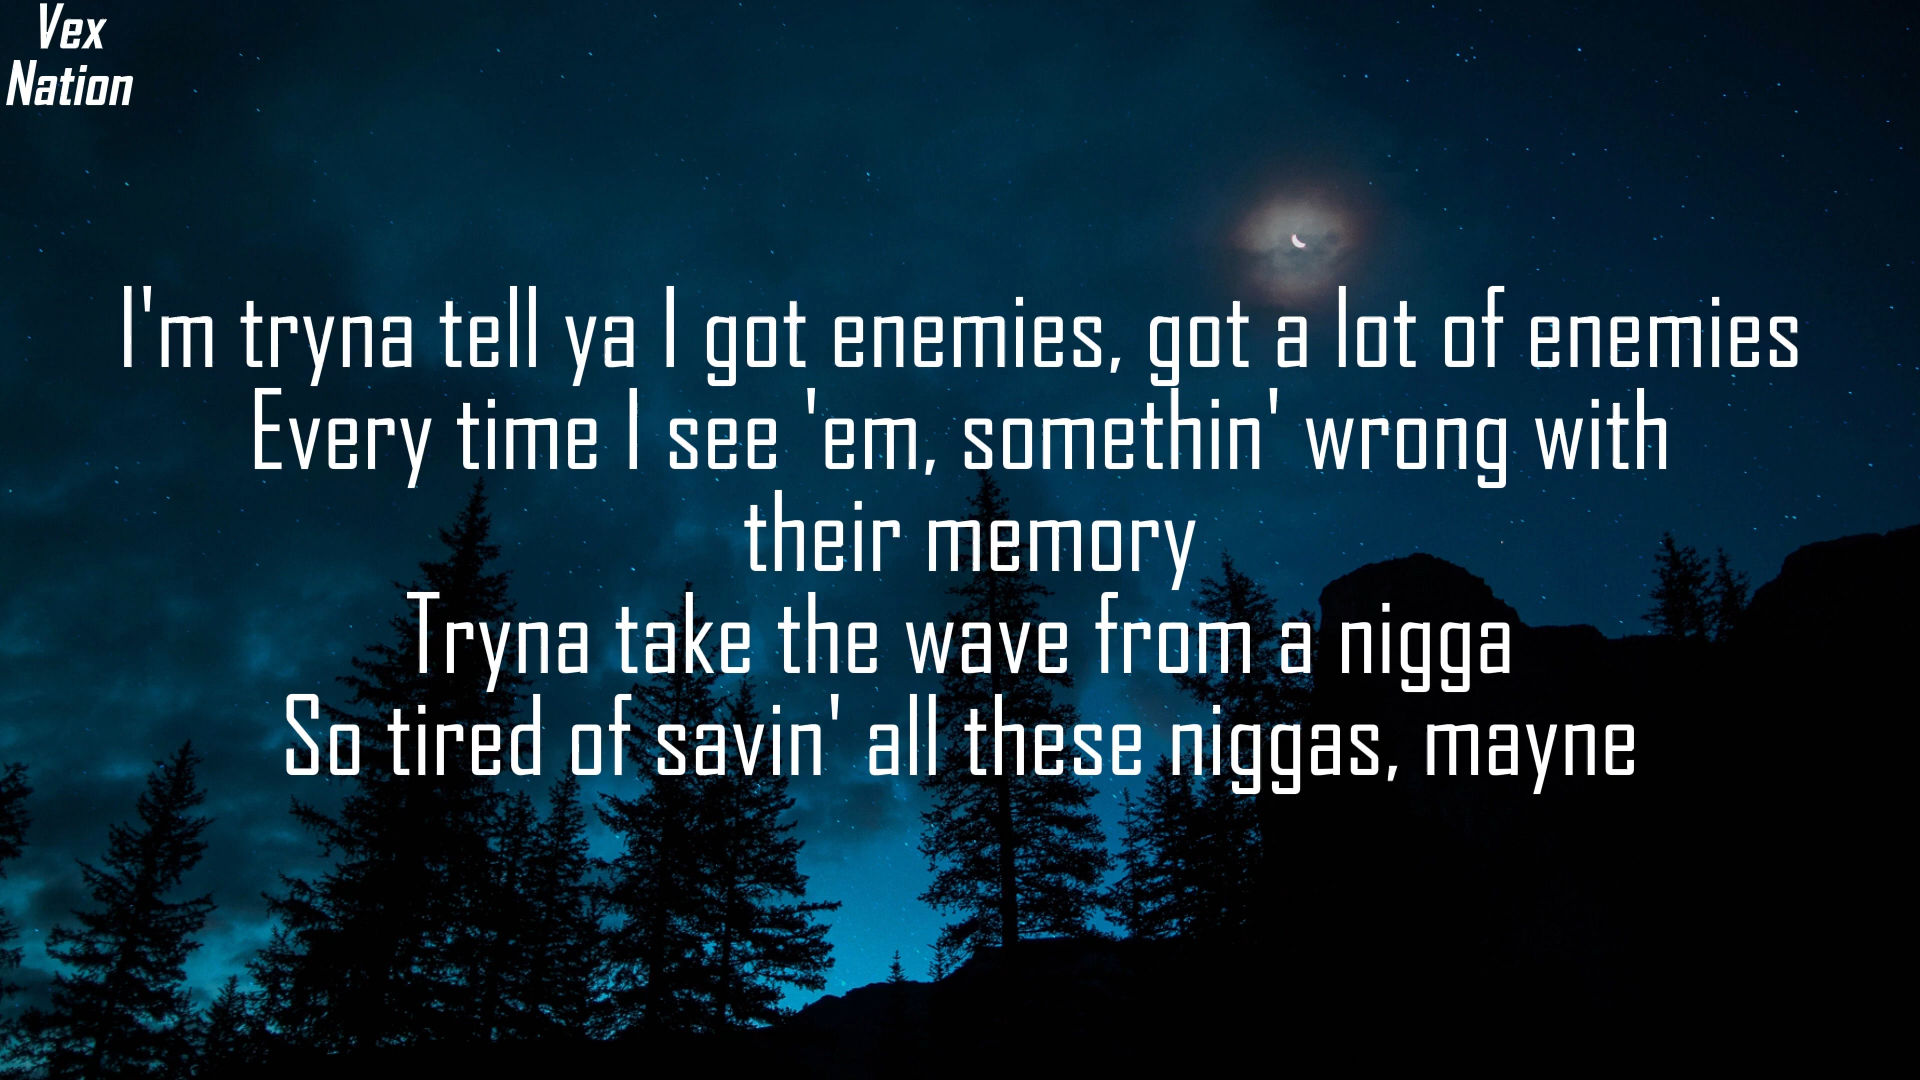 Vex
Nation
I'm tryna tell ya I got enemies, got a lot of enemies
Every time I see 'em, somethin' wrong with
their memory
Tryna take the wave from a nigga
So tired of savin' all these niggas, mayne